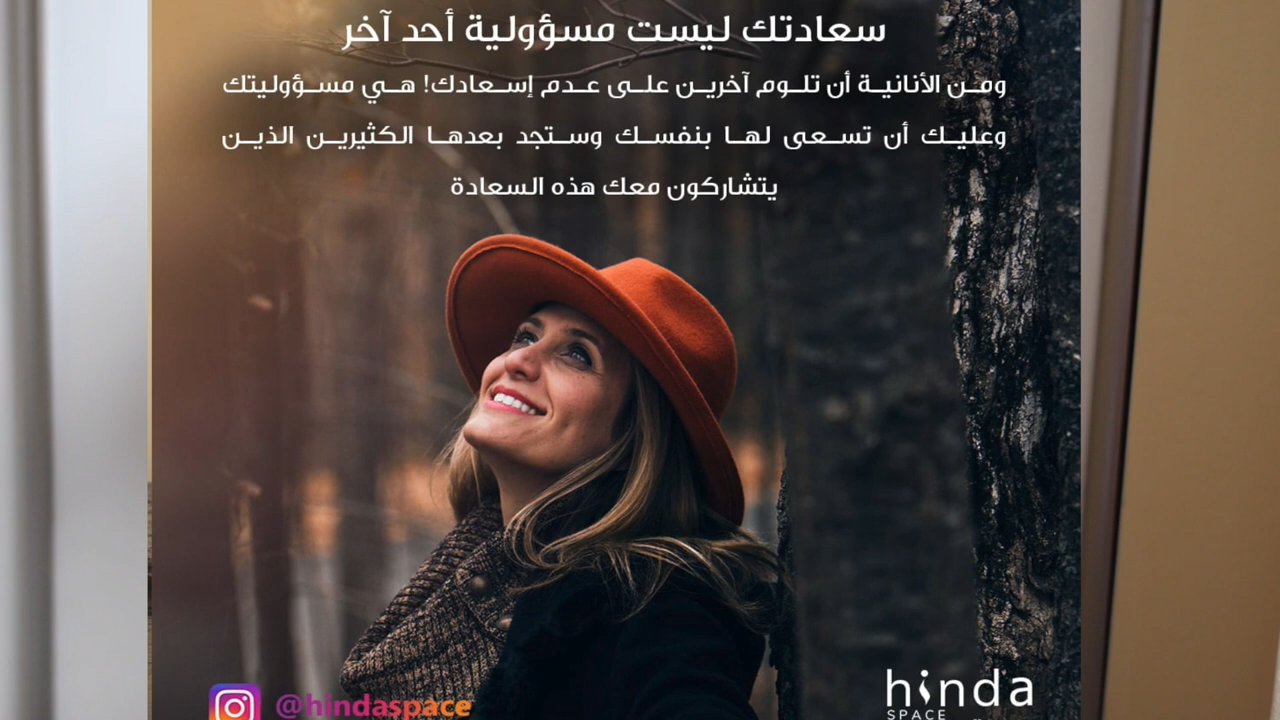 سعادتك ليست مسؤولية أحد آخر
ومن الأنانية أن تلوم آخرين على عدم إسعادك! هي مسؤوليتك
وعليك أن تسعى لها بنفسك وستجد بعدها الكثيرين الذين
يتشاركون معك هذه السعادة
@hindaspace
hinda
SPACE